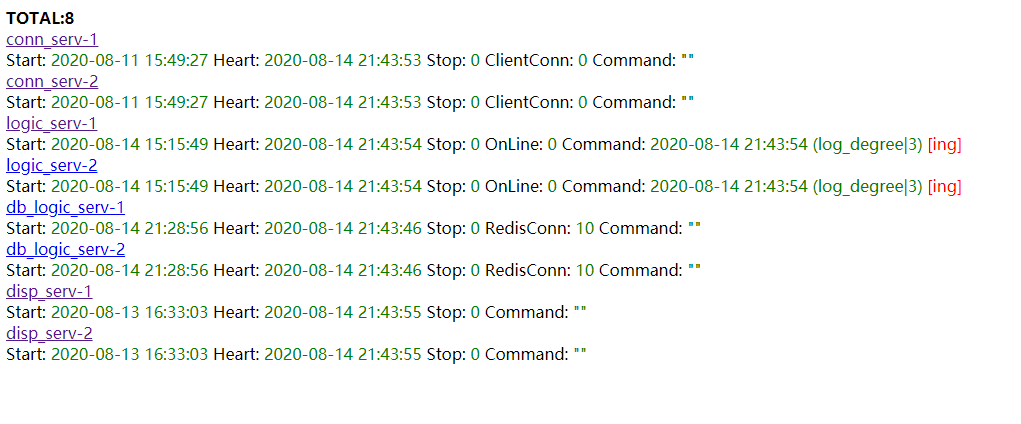 TOTAL:8
conn_serv-1
Start: 2020-08-11 15:49:27 Heart: 2020-08-14 21:43:53 Stop: 0 ClientConn: 0 Command: ""
conn_serv-2
Start: 2020-08-11 15:49:27 Heart: 2020-08-14 21:43:53 Stop: 0 ClientConn: 0 Command: ""
logic_serv-1
Start: 2020-08-14 15:15:49 Heart: 2020-08-14 21:43:54 Stop: 0 OnLine: 0 Command: 2020-08-14 21:43:54 (log_degree|3) [ing]
logic_serv-2
Start: 2020-08-14 15:15:49 Heart: 2020-08-14 21:43:54 Stop: 0 OnLine: 0 Command: 2020-08-14 21:43:54 (log_degree|3) [ing]
db_logic_serv-1
Start: 2020-08-14 21:28:56 Heart: 2020-08-14 21:43:46 Stop: 0 RedisConn: 10 Command: ""
db_logic_serv-2
Start: 2020-08-14 21:28:56 Heart: 2020-08-14 21:43:46 Stop: 0 RedisConn: 10 Command: ""
disp_serv-1
Start: 2020-08-13 16:33:03 Heart: 2020-08-14 21:43:55 Stop: 0 Command: ""
disp_serv-2
Start: 2020-08-13 16:33:03 Heart: 2020-08-14 21:43:55 Stop: 0 Command: ""